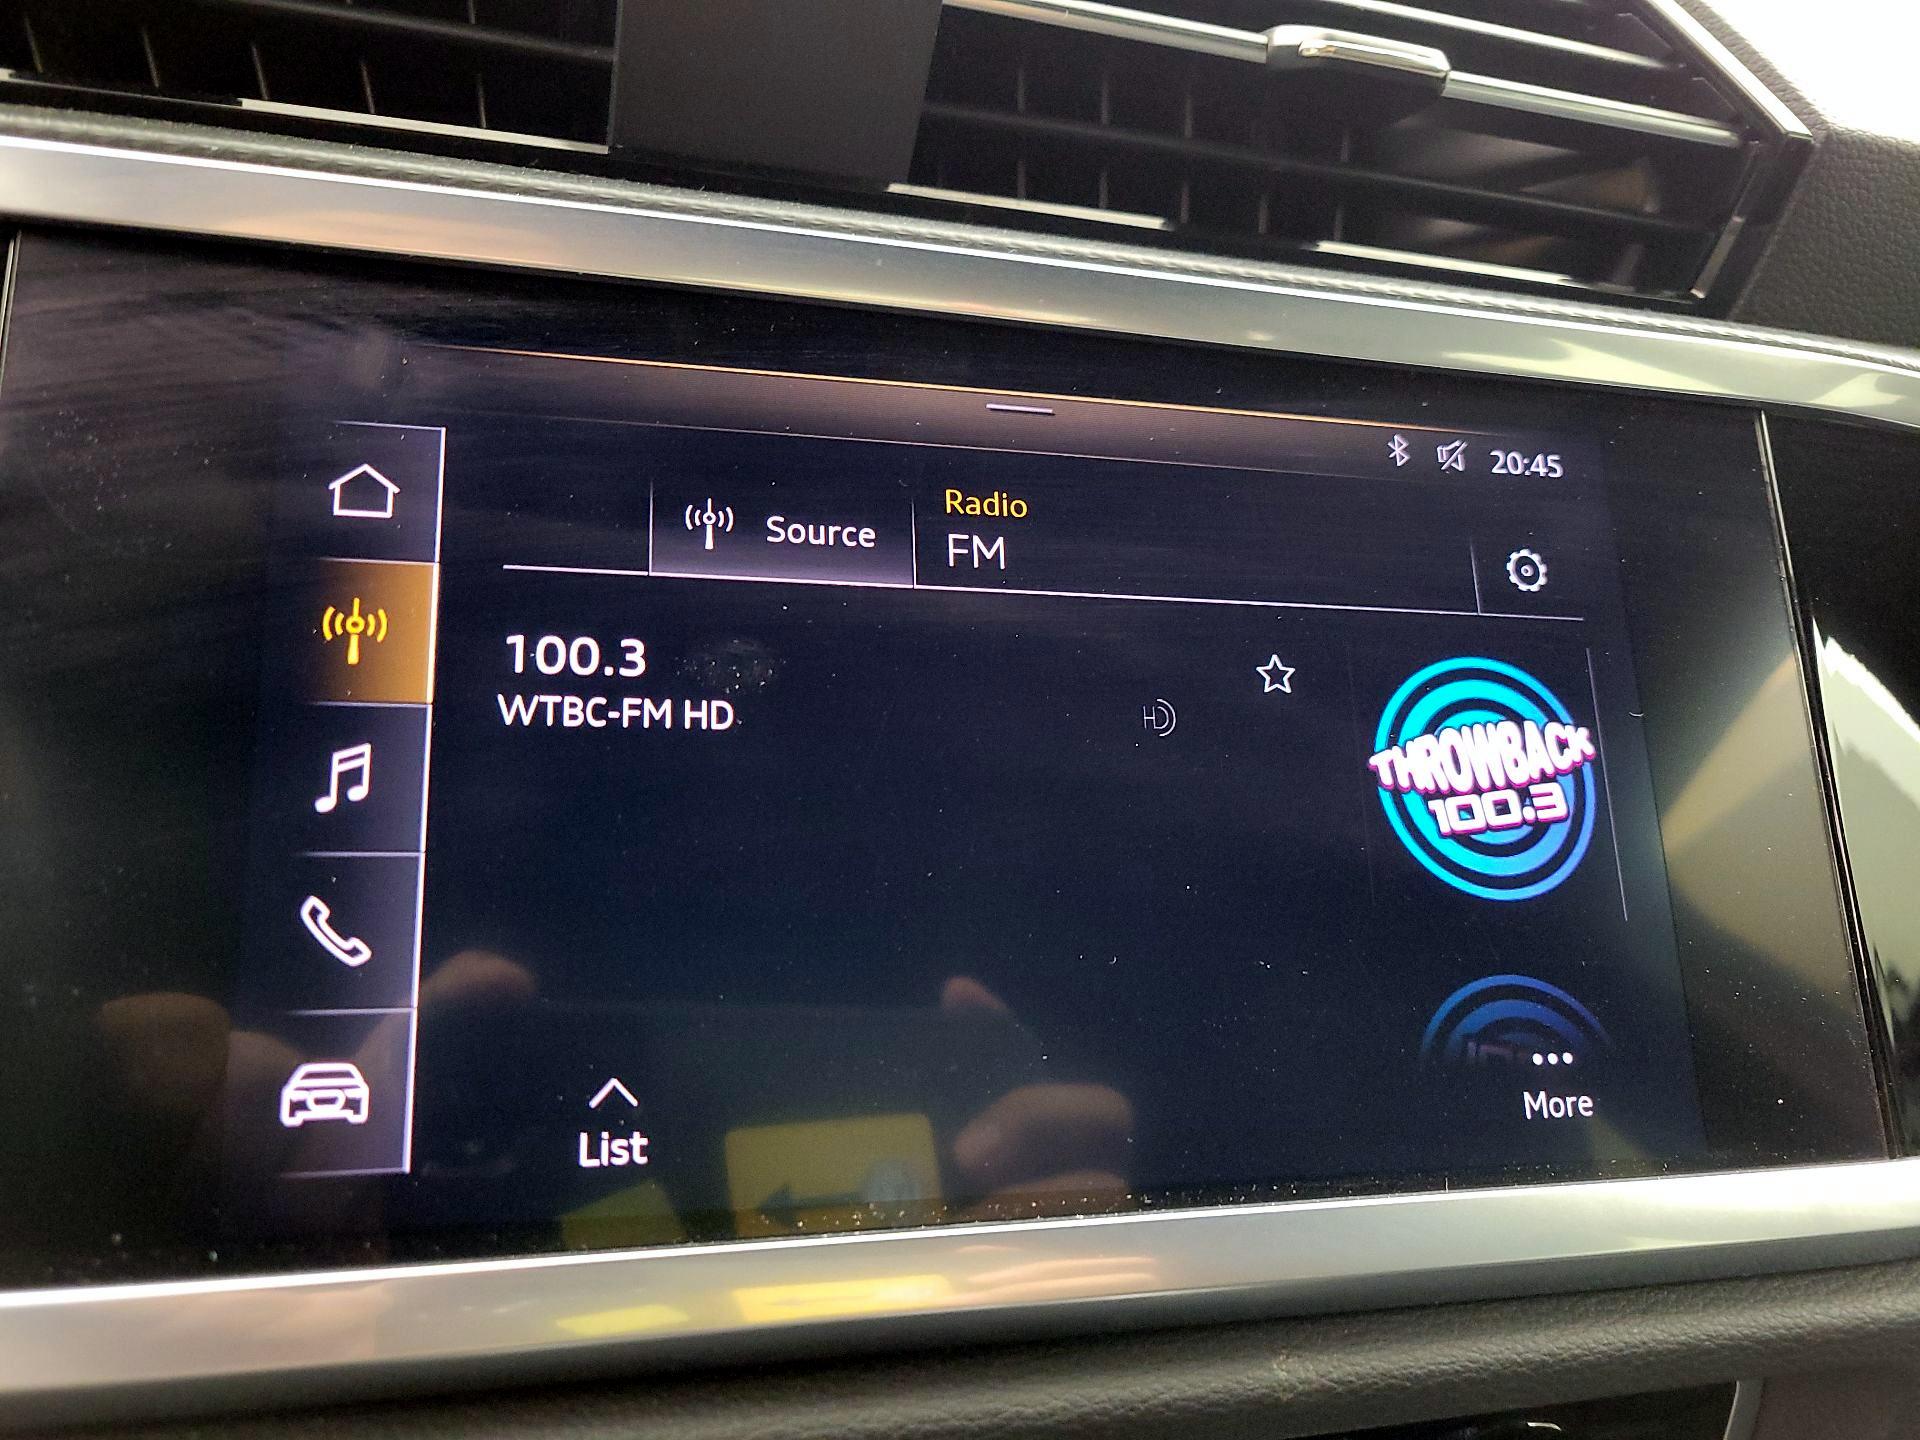 20:45
Source
Radio
FM
100.3
WTBC-FM HD
HD
THROWBACK
100.3
List
More